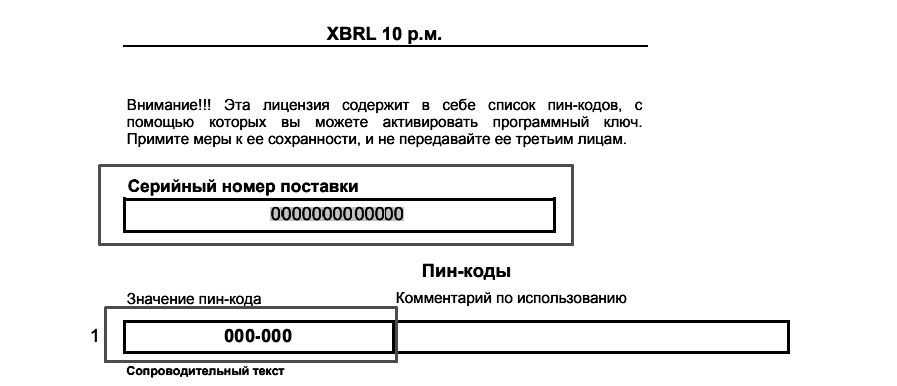 XBRL 10 р.м.
Внимание!!! Эта лицензия содержит в себе список пин-кодов, с
помощью которых вы можете активировать программный ключ.
Примите меры к ее сохранности, и не передавайте ее третьим лицам.
Серийный номер поставки
0000000000000
Пин-коды
Значение пин-кода Комментарий по использованию
1 000-000
Сопроводительный текст